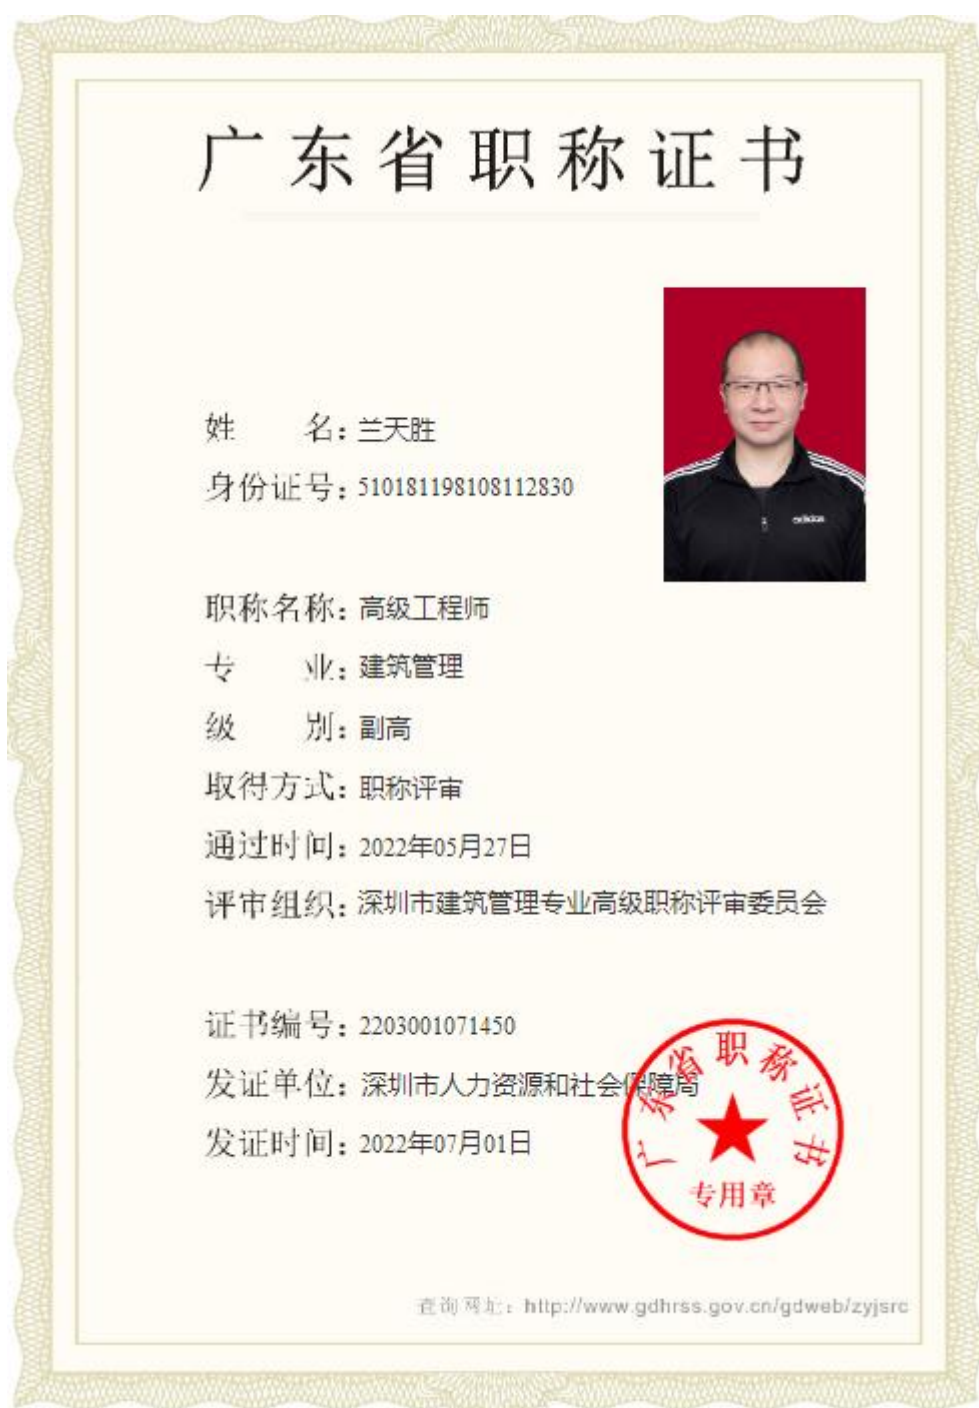 广东省职称证书
姓 名：兰天胜
身份证号：510181198108112830
adidas
职称名称：高级工程师
专 业：建筑管理
级 别：副高
取得方式：职称评审
通过时间：2022年05月27日
评审组织：深圳市建筑管理专业高级职称评审委员会
证书编号：2203001071450
发证单位：深圳市人力资源和社会保障局
发证时间：2022年07月01日
广东省职称证书
专用章
查询网址：http://www.gdhrss.gov.cn/gdweb/zyjsrc